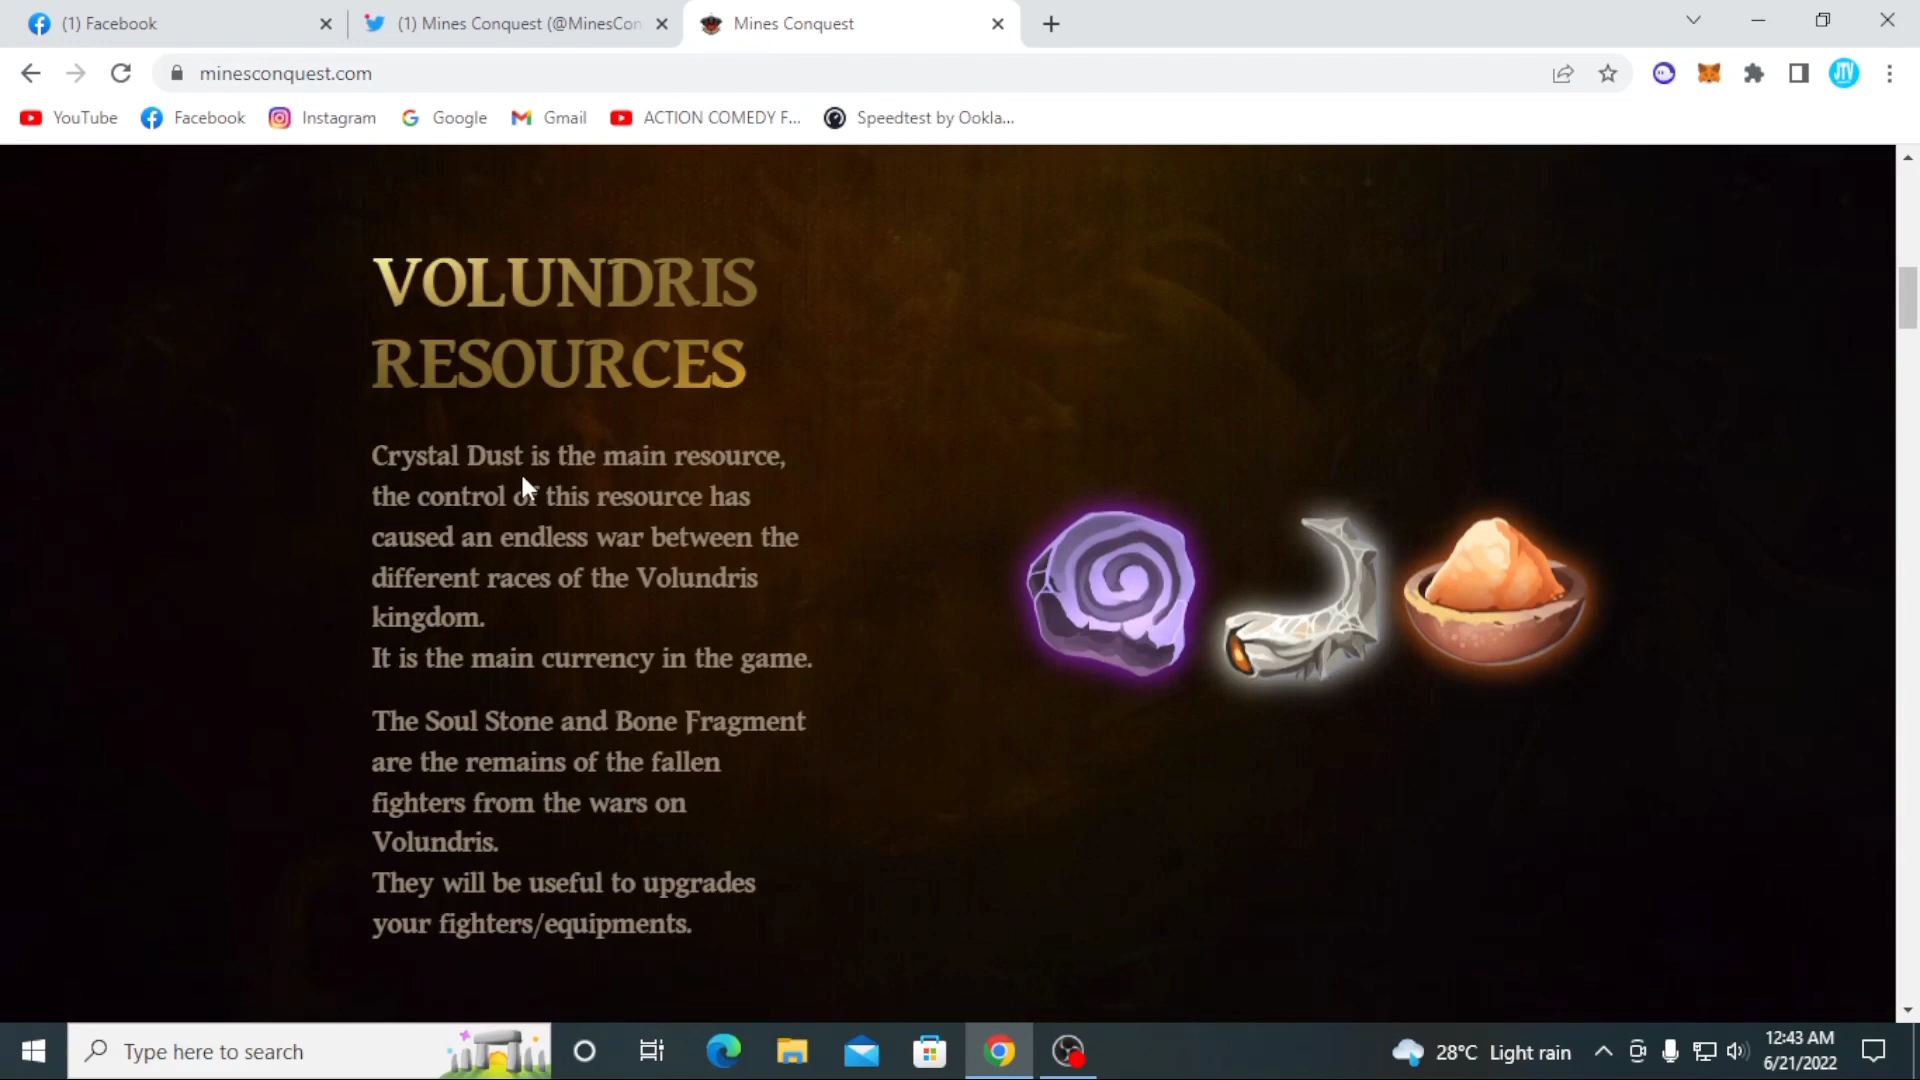 (1) Facebook
(1) Mines Conquest (@MinesCon
Mines Conquest
minesconquest.com
JTV
YouTube
Facebook
Instagram
Google
Gmail
ACTION COMEDY F...
Speedtest by Ookla...
VOLUNDRIS
RESOURCES
Crystal Dust is the main resource,
the control of this resource has
caused an endless war between the
different races of the Volundris
kingdom.
It is the main currency in the game.
The Soul Stone and Bone Fragment
are the remains of the fallen
fighters from the wars on
Volundris.
They will be useful to upgrades
your fighters/equipments.
Type here to search
28°C Light rain
12:43 AM
6/21/2022